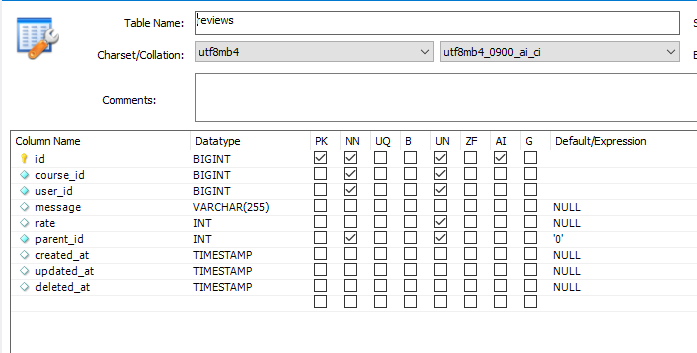 Table Name: reviews S
Charset/Collation: utf8mb4 utf8mb4_0900_ai_ci E
Comments:
Column Name Datatype PK NN UQ B UN ZF AI G Default/Expression
id BIGINT
course_id BIGINT
user_id BIGINT
message VARCHAR(255) NULL
rate INT NULL
parent_id INT '0'
created_at TIMESTAMP NULL
updated_at TIMESTAMP NULL
deleted_at TIMESTAMP NULL